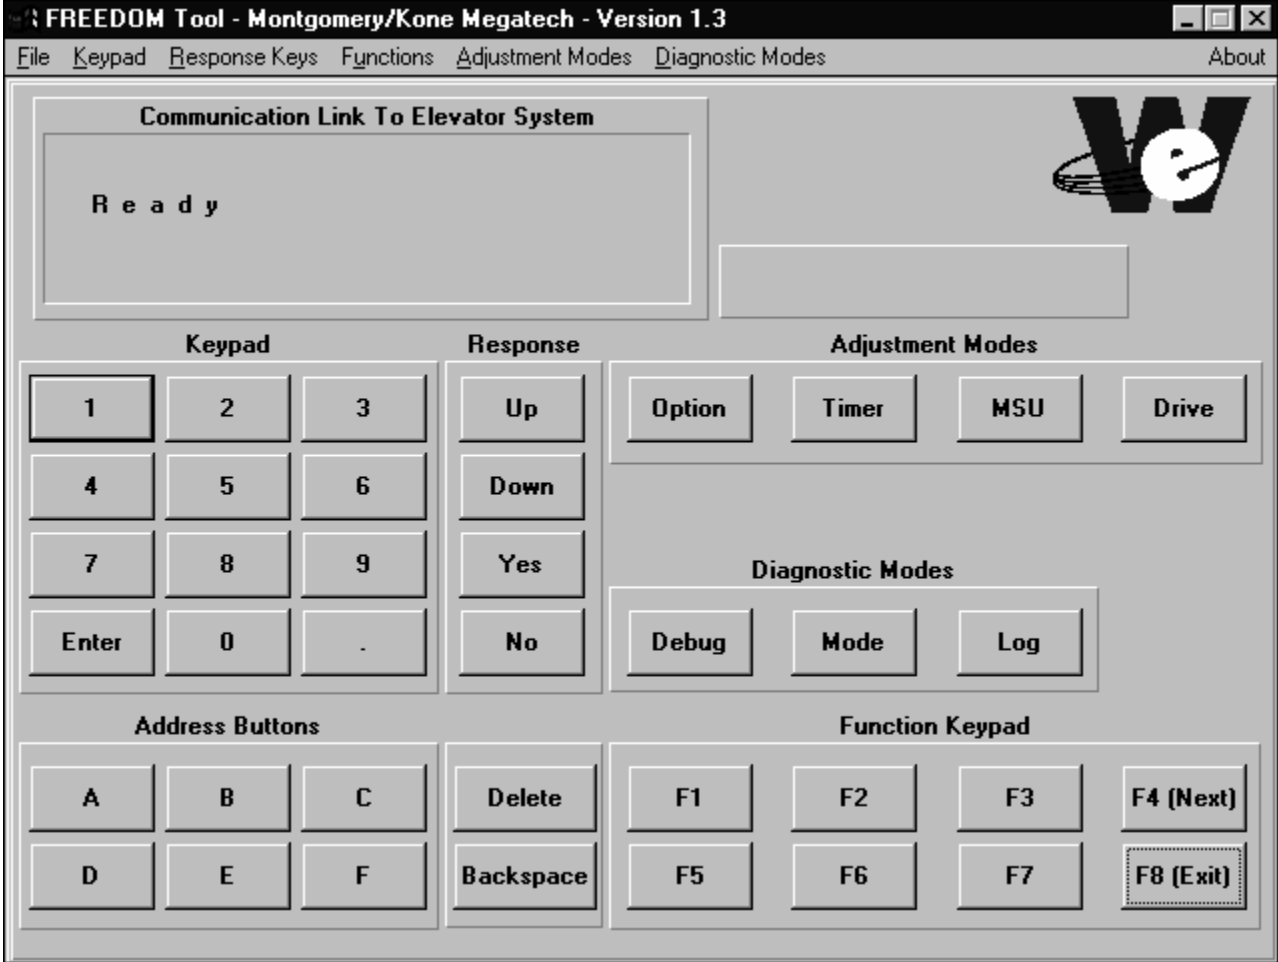 FREEDOM Tool - Montgomery/Kone Megatech - Version 1.3
File Keypad Response Keys Functions Adjustment Modes Diagnostic Modes About
Communication Link To Elevator System
Ready
We
Keypad Response Adjustment Modes
1 2 3 Up Option Timer MSU Drive
4 5 6 Down
7 8 9 Yes
Diagnostic Modes
Enter 0 . No Debug Mode Log
Address Buttons Function Keypad
A B C Delete F1 F2 F3 F4 (Next)
D E F Backspace F5 F6 F7 F8 (Exit)